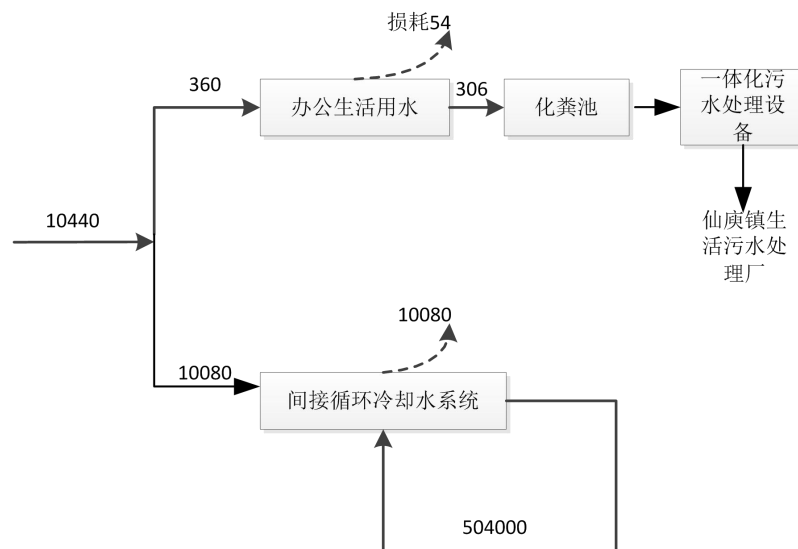 损耗54
360
办公生活用水
306
化粪池
一体化污
水处理设
备
10440
仙庾镇生
活污水处
理厂
10080
10080
间接循环冷却水系统
504000